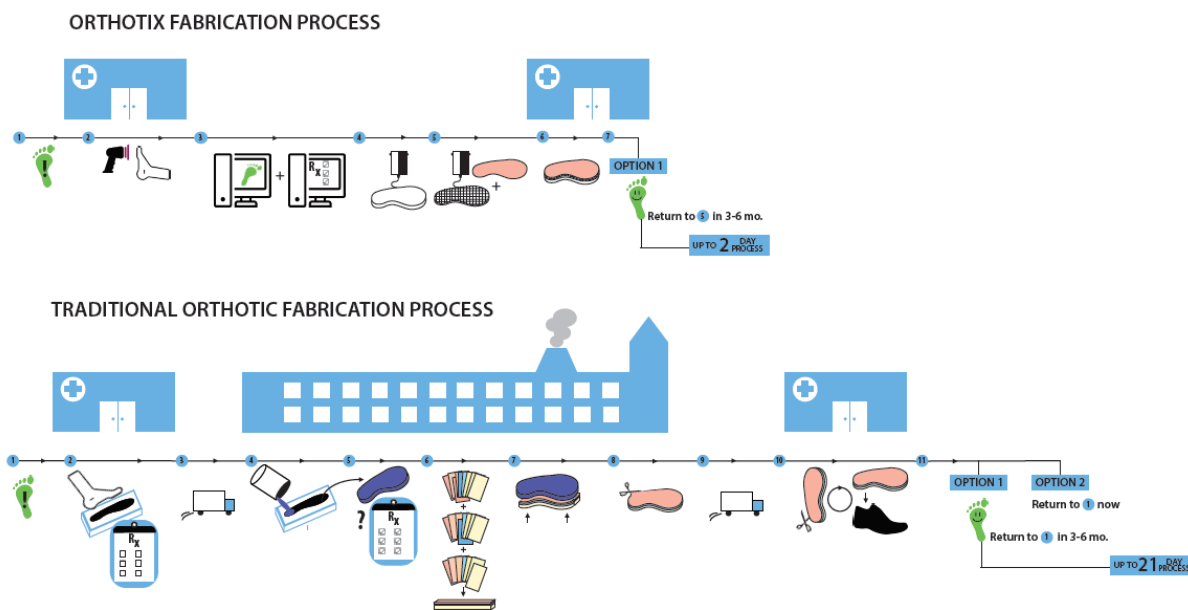 ORTHOTIX FABRICATION PROCESS
1 2 3 4 5 6 7
Rx
+
+
OPTION 1
Return to 5 in 3-6 mo.
UP TO 2 DAY PROCESS
TRADITIONAL ORTHOTIC FABRICATION PROCESS
1 2 3 4 5 6 7 8 9 10 11
Rx
?
Rx
+
+
OPTION 1
OPTION 2
Return to 1 now
Return to 1 in 3-6 mo.
UP TO 21 DAY PROCESS